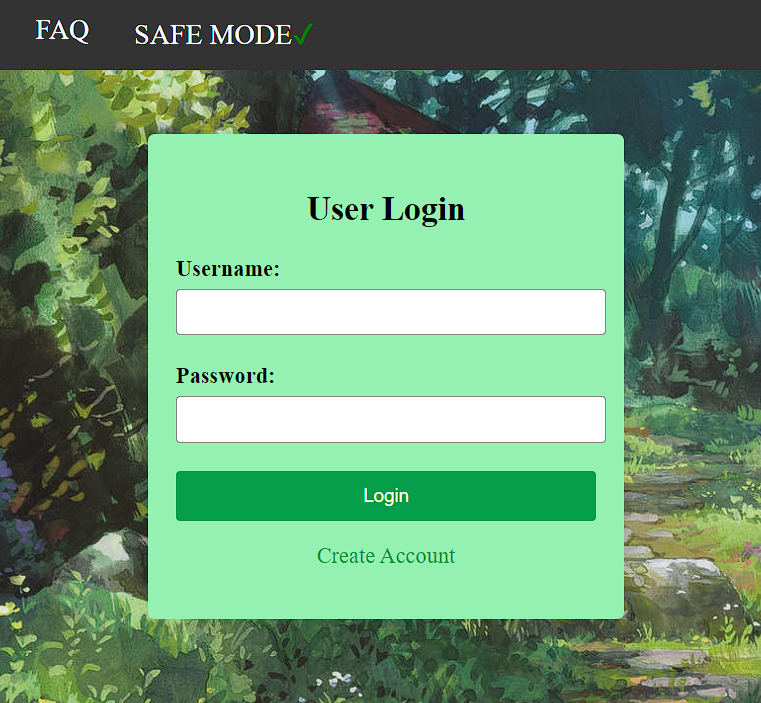 FAQ SAFE MODE✓
User Login
Username:
Password:
Login
Create Account